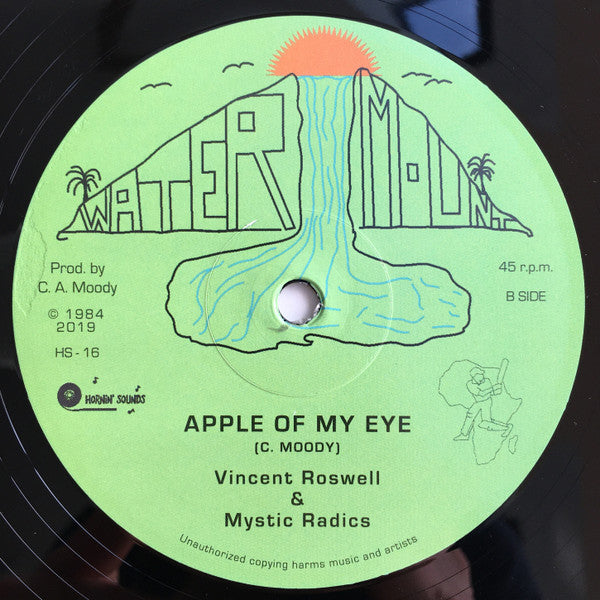 WATER MOUNT
Prod. by
C. A. Moody
© 1984
2019
HS - 16
HORNIN' SOUNDS
45 r.p.m.
B SIDE
APPLE OF MY EYE
(C. MOODY)
Vincent Roswell
&
Mystic Radics
Unauthorized copying harms music and artists